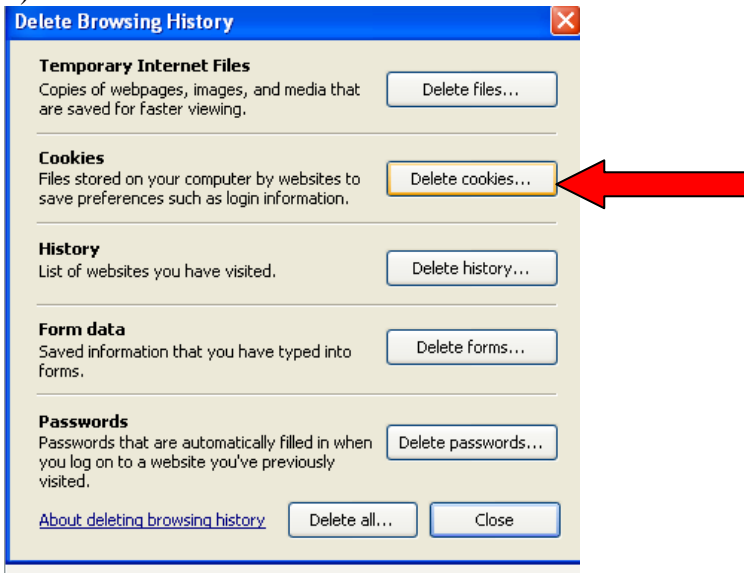 Delete Browsing History
Temporary Internet Files
Copies of webpages, images, and media that
are saved for faster viewing.
Delete files...
Cookies
Files stored on your computer by websites to
save preferences such as login information.
Delete cookies...
History
List of websites you have visited.
Delete history...
Form data
Saved information that you have typed into
forms.
Delete forms...
Passwords
Passwords that are automatically filled in when
you log on to a website you've previously
visited.
Delete passwords...
About deleting browsing history
Delete all...
Close